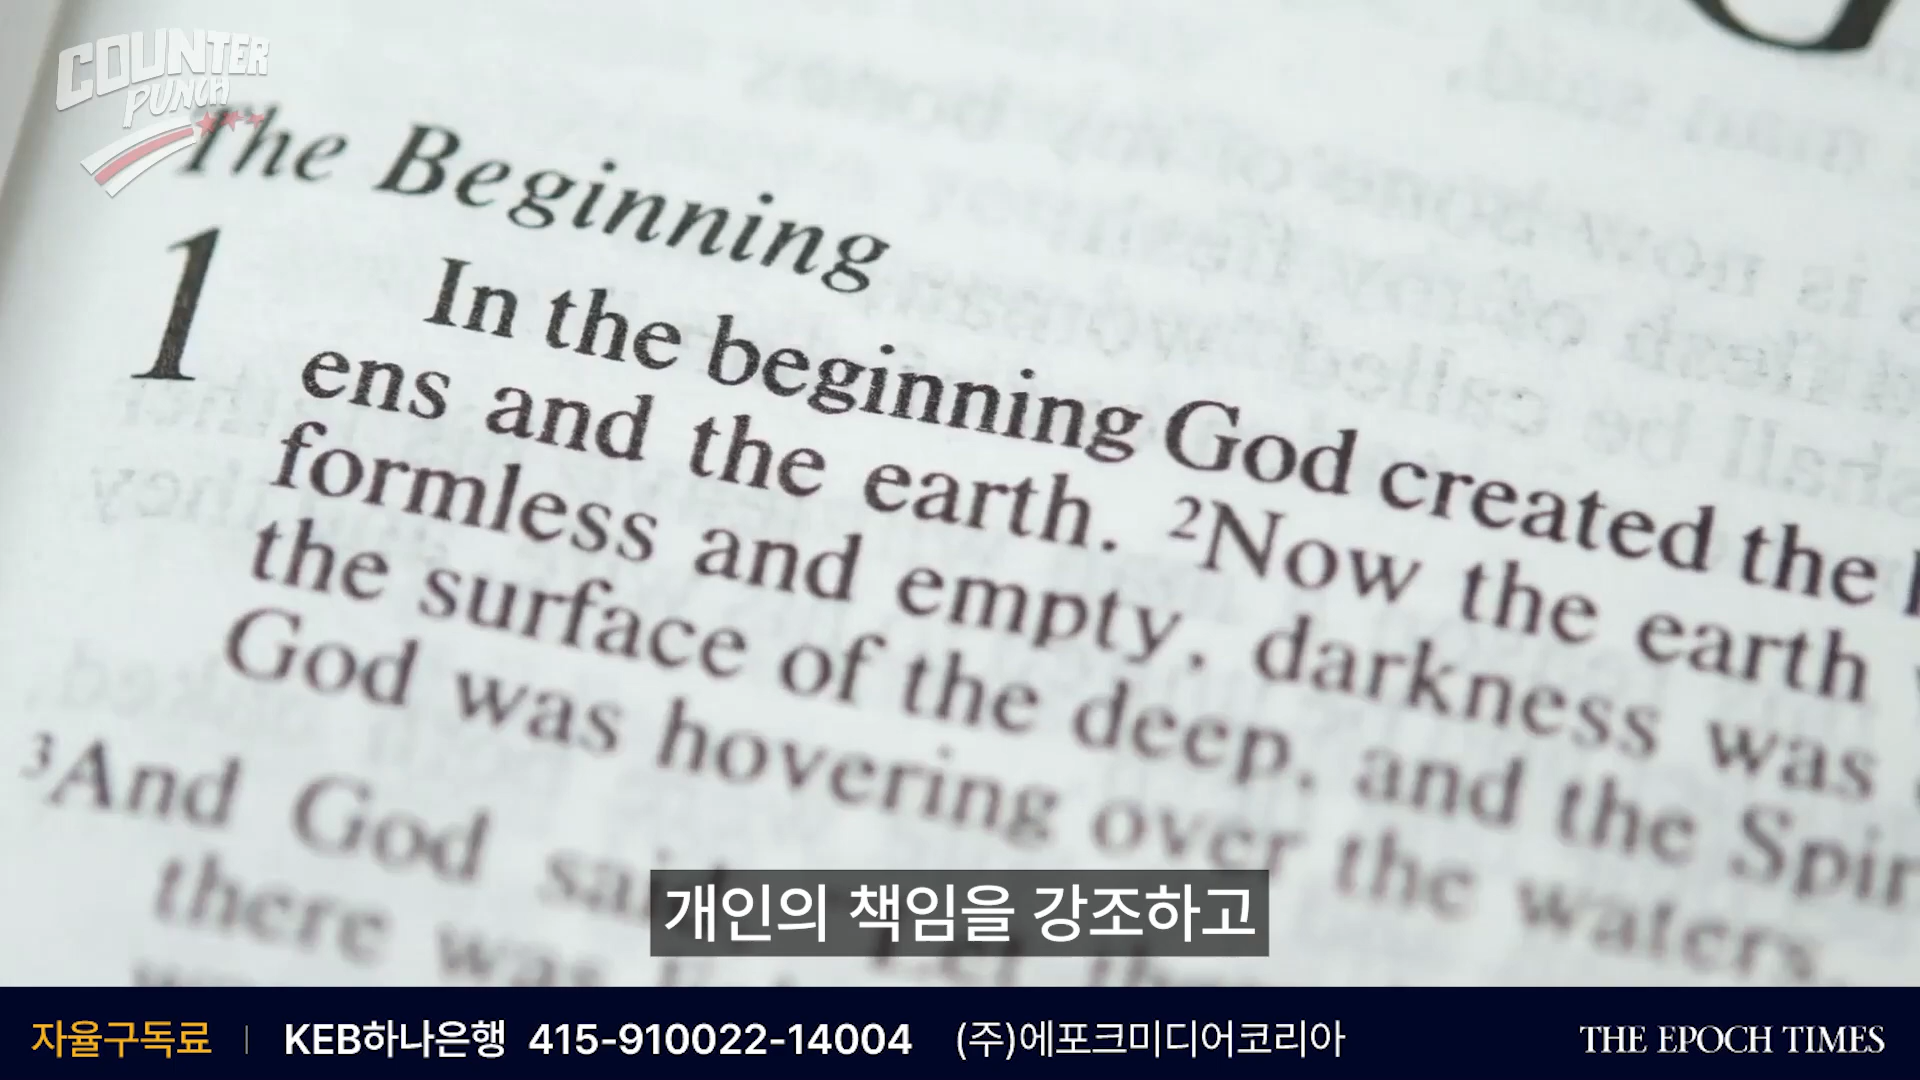 COUNTER
PUNCH
The Beginning
1 In the beginning God created the
ens and the earth. ²Now the earth
formless and empty, darkness was
the surface of the deep, and the Spir
God was hovering over the waters.
³And God said
there was
개인의 책임을 강조하고
자율구독료 | KEB하나은행 415-910022-14004 (주)에포크미디어코리아 THE EPOCH TIMES